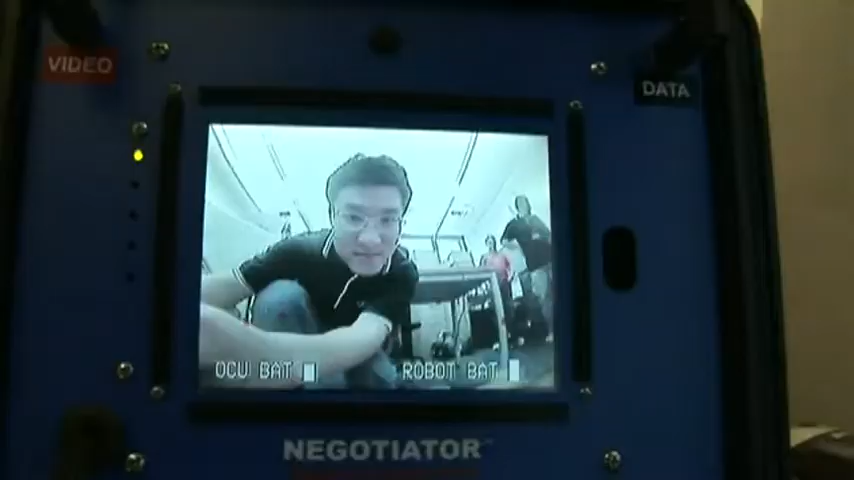 VIDEO
DATA
OCU BAT
ROBOT BAT
NEGOTIATOR